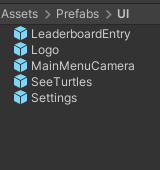 Assets > Prefabs > UI
LeaderboardEntry
Logo
MainMenuCamera
SeeTurtles
Settings